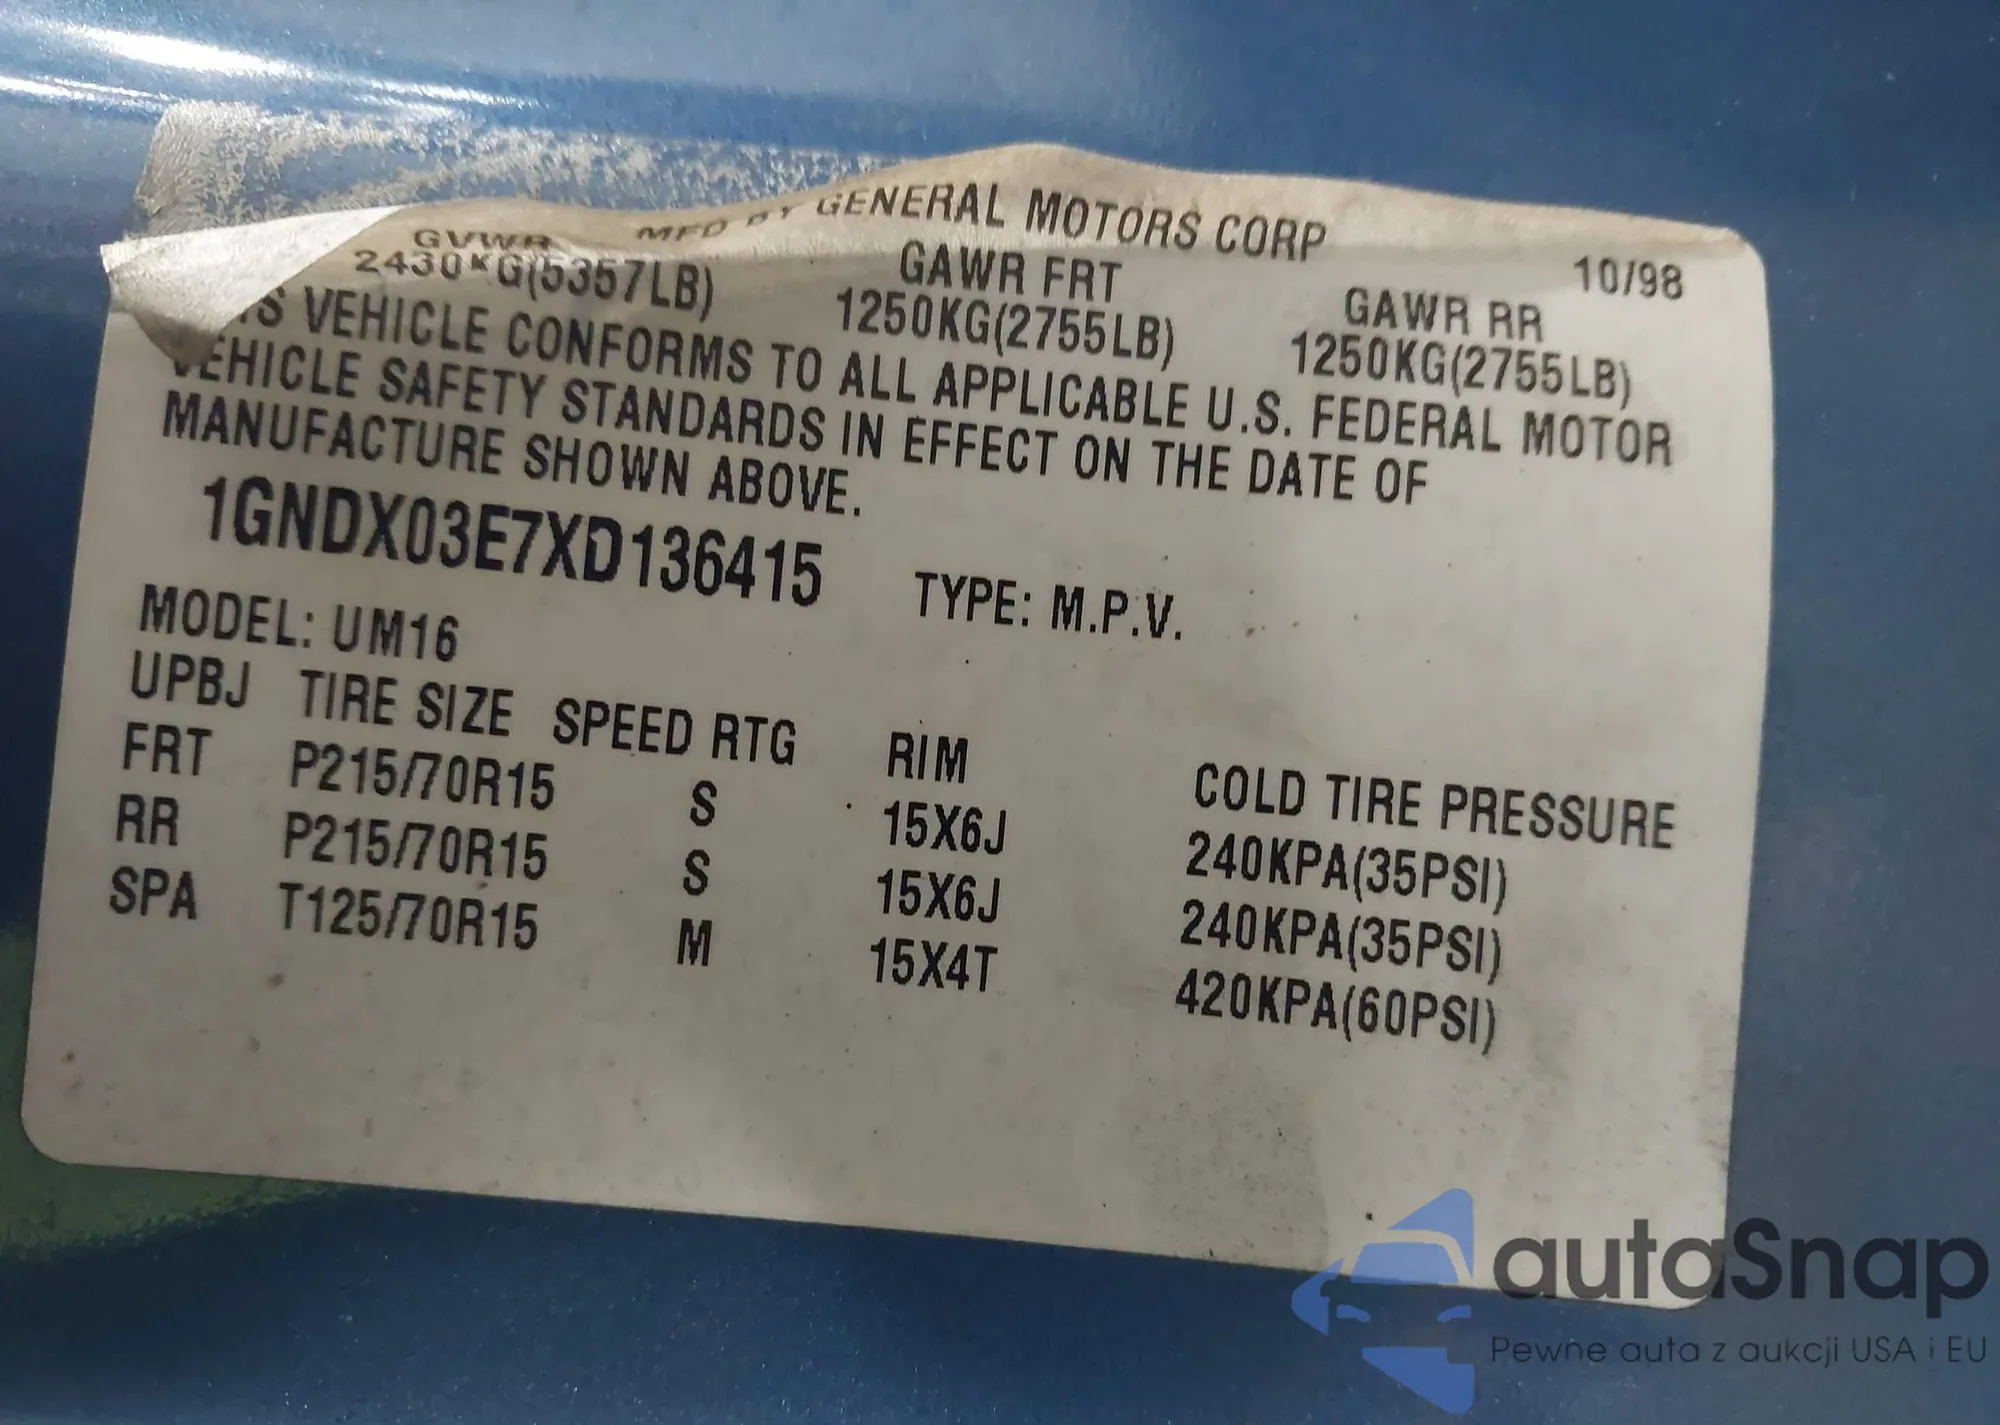 MFD BY GENERAL MOTORS CORP 10/98
GVWR GAWR FRT GAWR RR
2430KG(5357LB) 1250KG(2755LB) 1250KG(2755LB)
IS VEHICLE CONFORMS TO ALL APPLICABLE U.S. FEDERAL MOTOR
VEHICLE SAFETY STANDARDS IN EFFECT ON THE DATE OF
MANUFACTURE SHOWN ABOVE.
1GNDX03E7XD136415 TYPE: M.P.V.
MODEL: UM16
UPBJ TIRE SIZE SPEED RTG RIM COLD TIRE PRESSURE
FRT P215/70R15 S 15X6J 240KPA(35PSI)
RR P215/70R15 S 15X6J 240KPA(35PSI)
SPA T125/70R15 M 15X4T 420KPA(60PSI)
autaSnap
Pewne auta z aukcji USA i EU